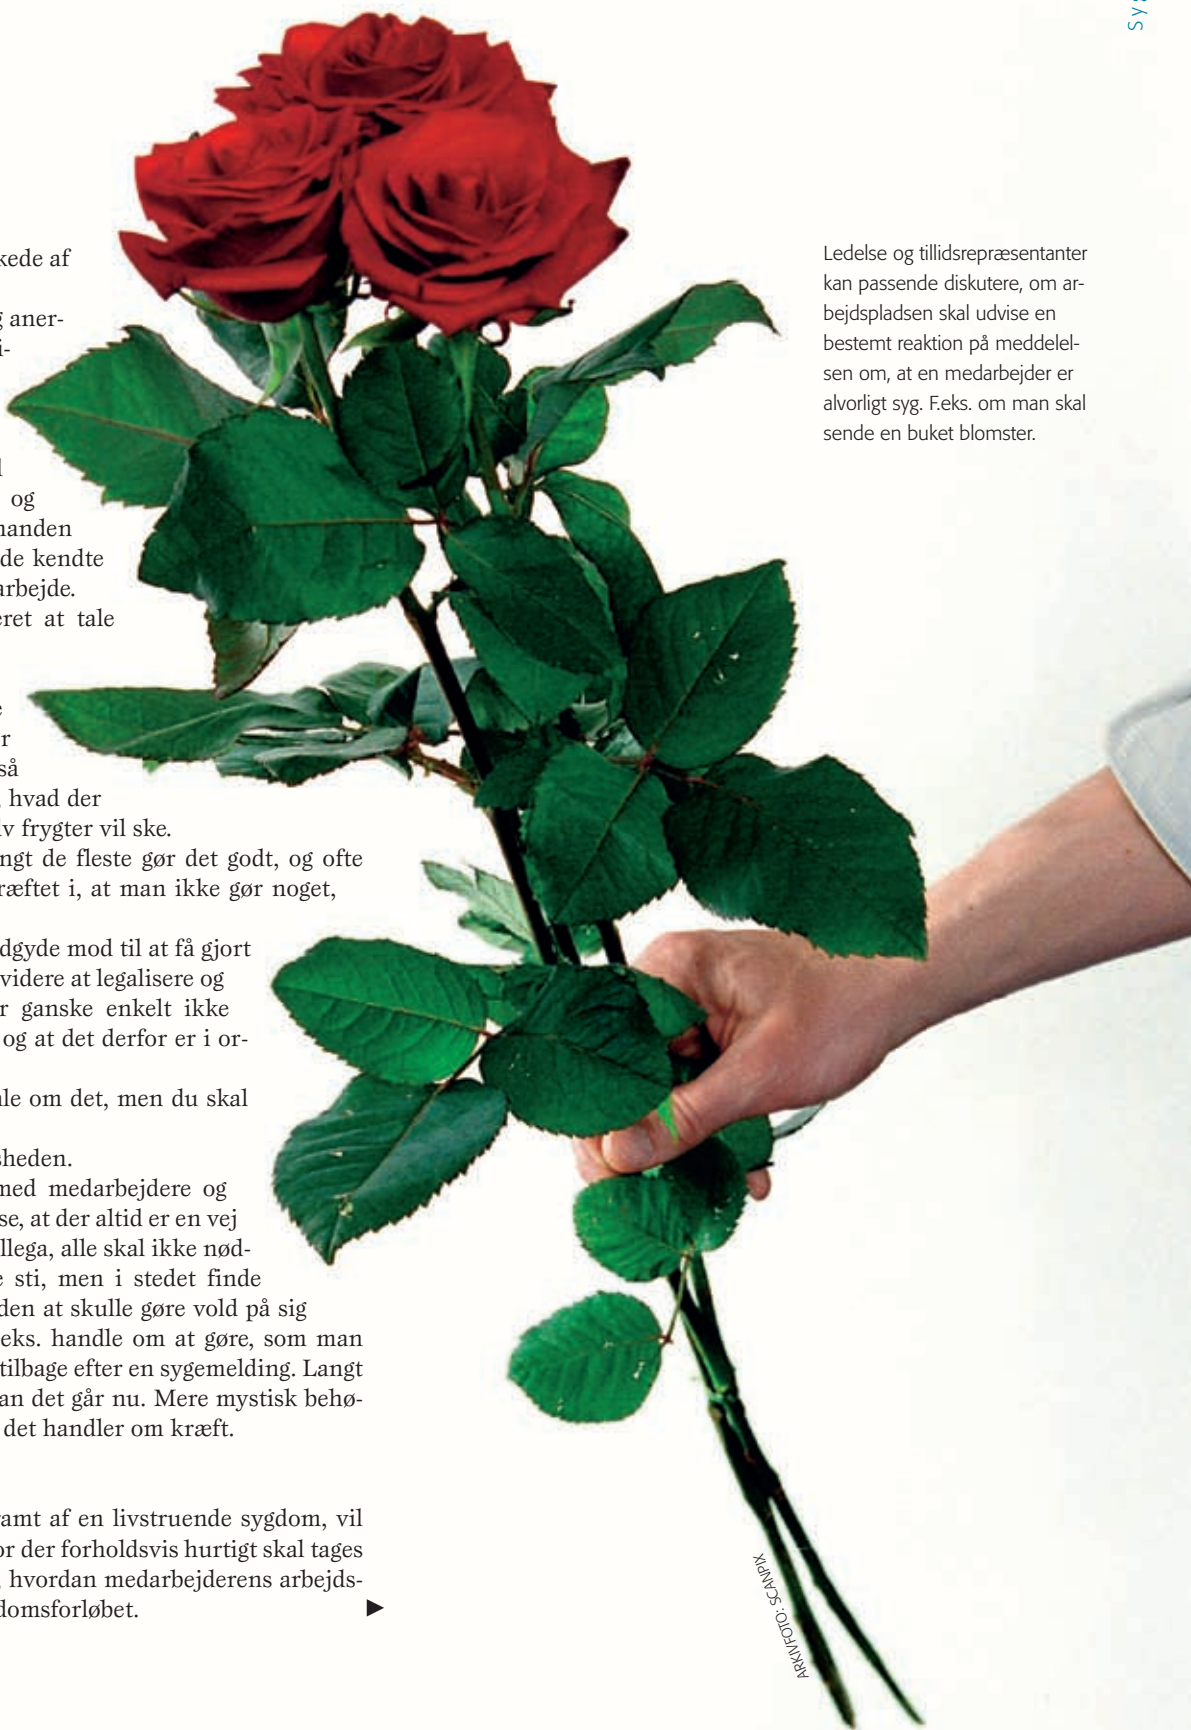 kede af
aner-
i-
og
handen
de kendte
arbejde.
eret at tale
r
så
hvad der
lv frygter vil ske.
ngt de fleste gør det godt, og ofte
ræftet i, at man ikke gør noget,
dgyde mod til at få gjort
videre at legalisere og
r ganske enkelt ikke
og at det derfor er i or-
ale om det, men du skal
sheden.
med medarbejdere og
se, at der altid er en vej
llega, alle skal ikke nød-
e sti, men i stedet finde
den at skulle gøre vold på sig
eks. handle om at gøre, som man
tilbage efter en sygemelding. Langt
an det går nu. Mere mystisk behø-
det handler om kræft.
ramt af en livstruende sygdom, vil
or der forholdsvis hurtigt skal tages
, hvordan medarbejderens arbejds-
domsforløbet.
Ledelse og tillidsrepræsentanter
kan passende diskutere, om ar-
bejdspladsen skal udvise en
bestemt reaktion på meddelel-
sen om, at en medarbejder er
alvorligt syg. F.eks. om man skal
sende en buket blomster.
ARKIVFOTO: SCANPIX